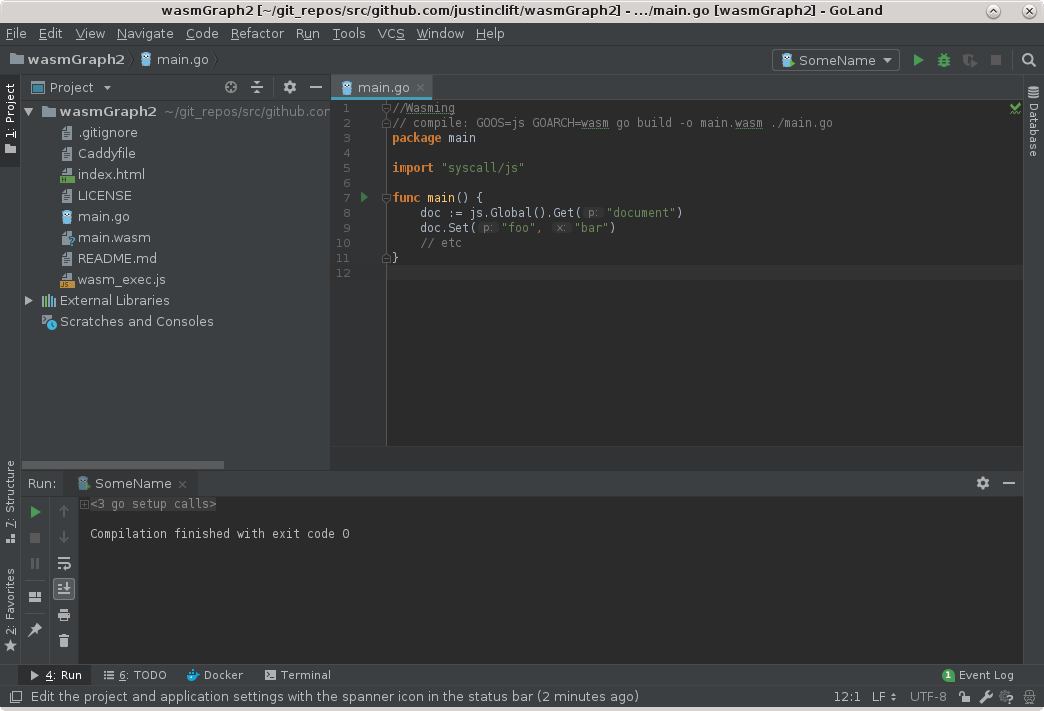 wasmGraph2 [~/git_repos/src/github.com/justinclift/wasmGraph2] - .../main.go [wasmGraph2] - GoLand
File Edit View Navigate Code Refactor Run Tools VCS Window Help
wasmGraph2 main.go SomeName
1: Project
Project
wasmGraph2 ~/git_repos/src/github.com
.gitignore
Caddyfile
index.html
LICENSE
main.go
main.wasm
README.md
wasm_exec.js
External Libraries
Scratches and Consoles
main.go
1 //Wasming
2 // compile: GOOS=js GOARCH=wasm go build -o main.wasm ./main.go
3 package main
4
5 import "syscall/js"
6
7 func main() {
8 doc := js.Global().Get( p: "document")
9 doc.Set( p: "foo", x: "bar")
10 // etc
11 }
12
Database
7: Structure
2: Favorites
Run: SomeName
<3 go setup calls>
Compilation finished with exit code 0
4: Run 6: TODO Docker Terminal 1 Event Log
Edit the project and application settings with the spanner icon in the status bar (2 minutes ago) 12:1 LF UTF-8